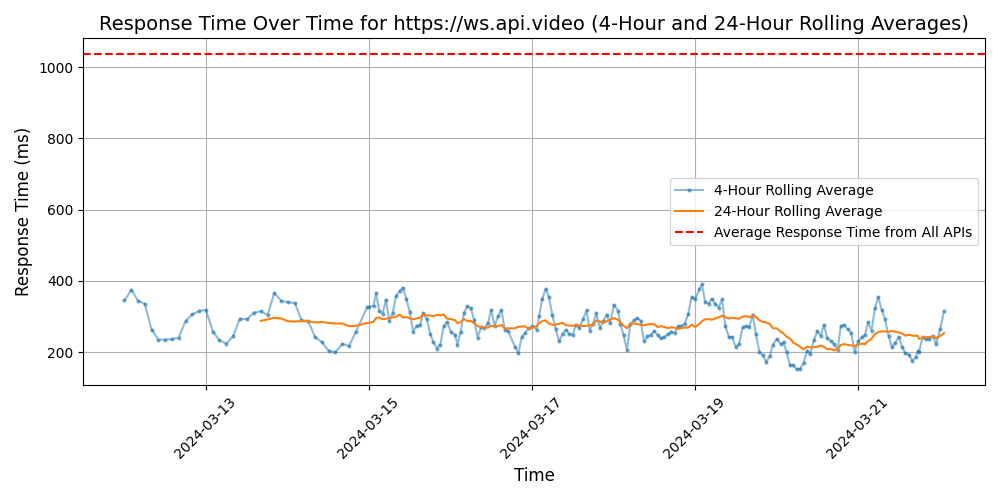 Response Time Over Time for https://ws.api.video (4-Hour and 24-Hour Rolling Averages)
Response Time (ms)
1000
800
600
400
200
4-Hour Rolling Average
24-Hour Rolling Average
Average Response Time from All APIs
2024-03-13
2024-03-15
2024-03-17
2024-03-19
2024-03-21
Time